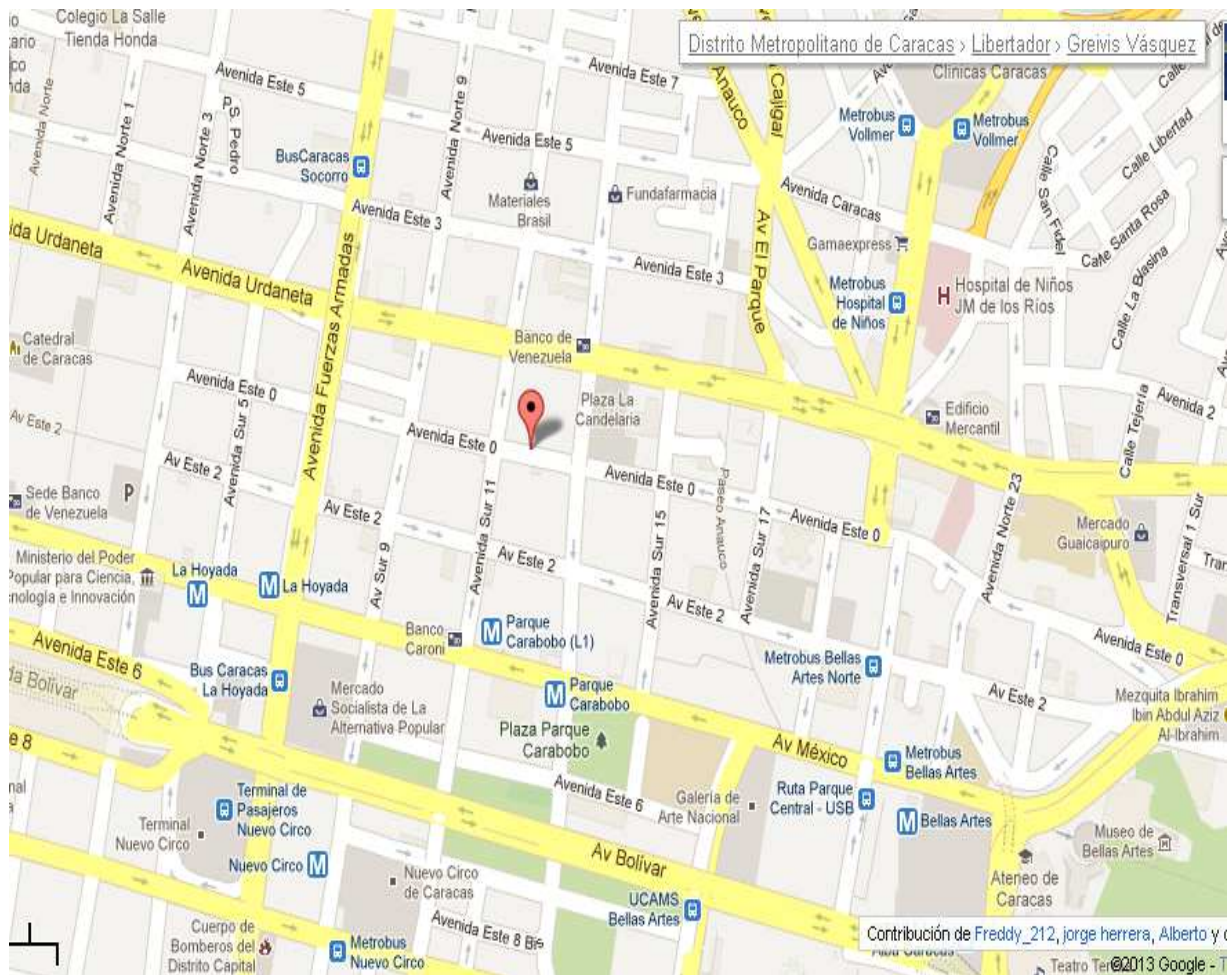 Colegio La Salle
Tienda Honda
Distrito Metropolitano de Caracas › Libertador › Greivis Vásquez
Clínicas Caracas
Avenida Este 5
Avenida Norte 9
Avenida Este 7
Anauco
Cajigal
Metrobus
Vollmer
Metrobus
Vollmer
Calle Libertad
Avenida Norte
Avenida Norte 1
Avenida Norte 3
PS. Pedro
BusCaracas
Socorro
Avenida Este 5
Materiales
Brasil
Fundafarmacia
Avenida Caracas
Calle San Fidel
Calle Santa Rosa
Avenida Este 3
Avenida Este 3
Av El Parque
Gamaexpress
Calle La Blasina
da Urdaneta
Avenida Urdaneta
Metrobus
Hospital
de Niños
H
Hospital de Niños
JM de los Ríos
Catedral
de Caracas
Avenida Fuerzas Armadas
Banco de
Venezuela
Avenida Este 0
Plaza La
Candelaria
Edificio
Mercantil
Avenida 2
Av Este 2
Avenida Sur 5
Avenida Este 0
Calle Tejería
Av Este 2
Avenida Este 0
Sede Banco
de Venezuela
P
Av Este 2
Avenida Sur 11
Avenida Sur 15
Paseo Anauco
Avenida Sur 17
Avenida Este 0
Avenida Norte 23
Mercado
Guaicaipuro
Transversal 1 Sur
Ministerio del Poder
Popular para Ciencia,
nología e Innovación
La Hoyada
M
M
La Hoyada
Av Sur 9
Av Este 2
Av Este 2
Tran
Banco
Caroni
M
Parque
Carabobo (L1)
Avenida Este 0
Avenida Este 6
Bus Caracas
La Hoyada
Metrobus Bellas
Artes Norte
Av Este 2
da Bolívar
Mercado
Socialista de La
Alternativa Popular
M
Parque
Carabobo
Mezquita Ibrahim
Ibin Abdul Aziz
Al-Ibrahim
e 8
Plaza Parque
Carabobo
Av México
Metrobus
Bellas Artes
Terminal de
Pasajeros
Nuevo Circo
Avenida Este 6
Galería de
Arte Nacional
Ruta Parque
Central - USB
M
Bellas Artes
Terminal
Nuevo Circo
Museo de
Bellas Artes
Nuevo Circo
M
Av Bolívar
Nuevo Circo
de Caracas
Ateneo de
Caracas
UCAMS
Bellas Artes
Avenida Este 8 Bis
Cuerpo de
Bomberos del
Distrito Capital
Metrobus
Nuevo Circo
Contribución de Freddy_212, jorge herrera, Alberto y
Teatro
©2013 Google -